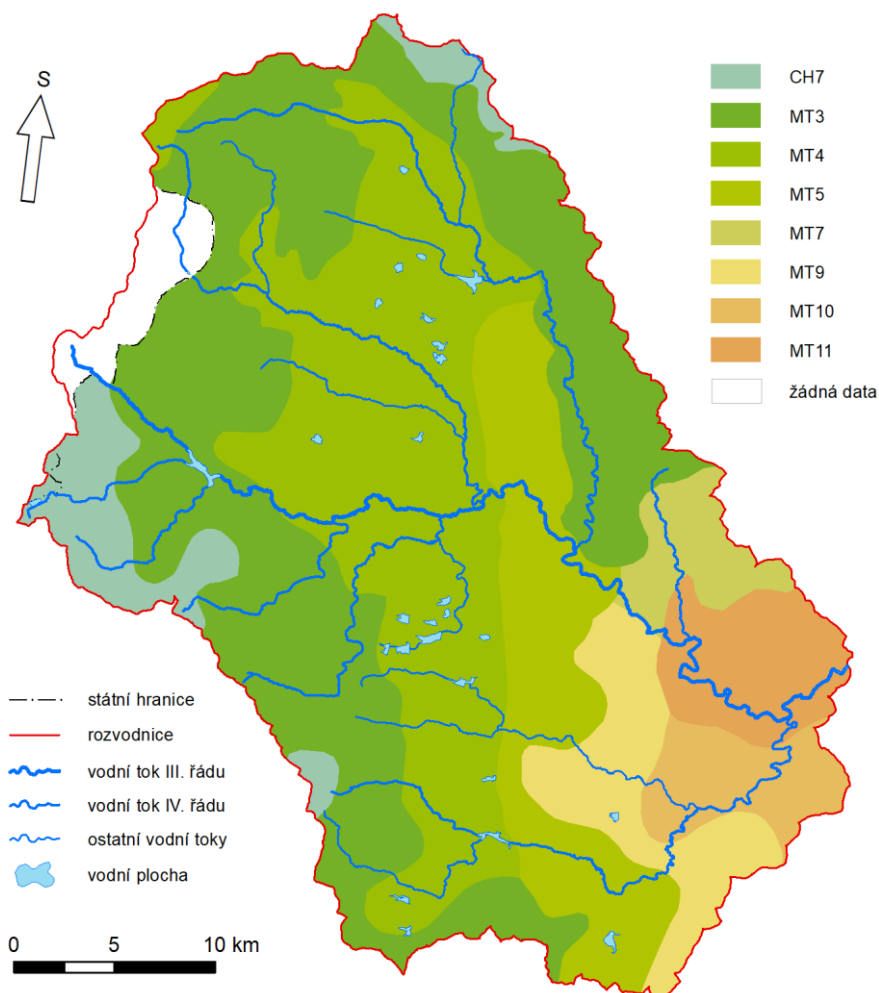 S
CH7
MT3
MT4
MT5
MT7
MT9
MT10
MT11
žádná data
státní hranice
rozvodnice
vodní tok III. řádu
vodní tok IV. řádu
ostatní vodní toky
vodní plocha
0 5 10 km